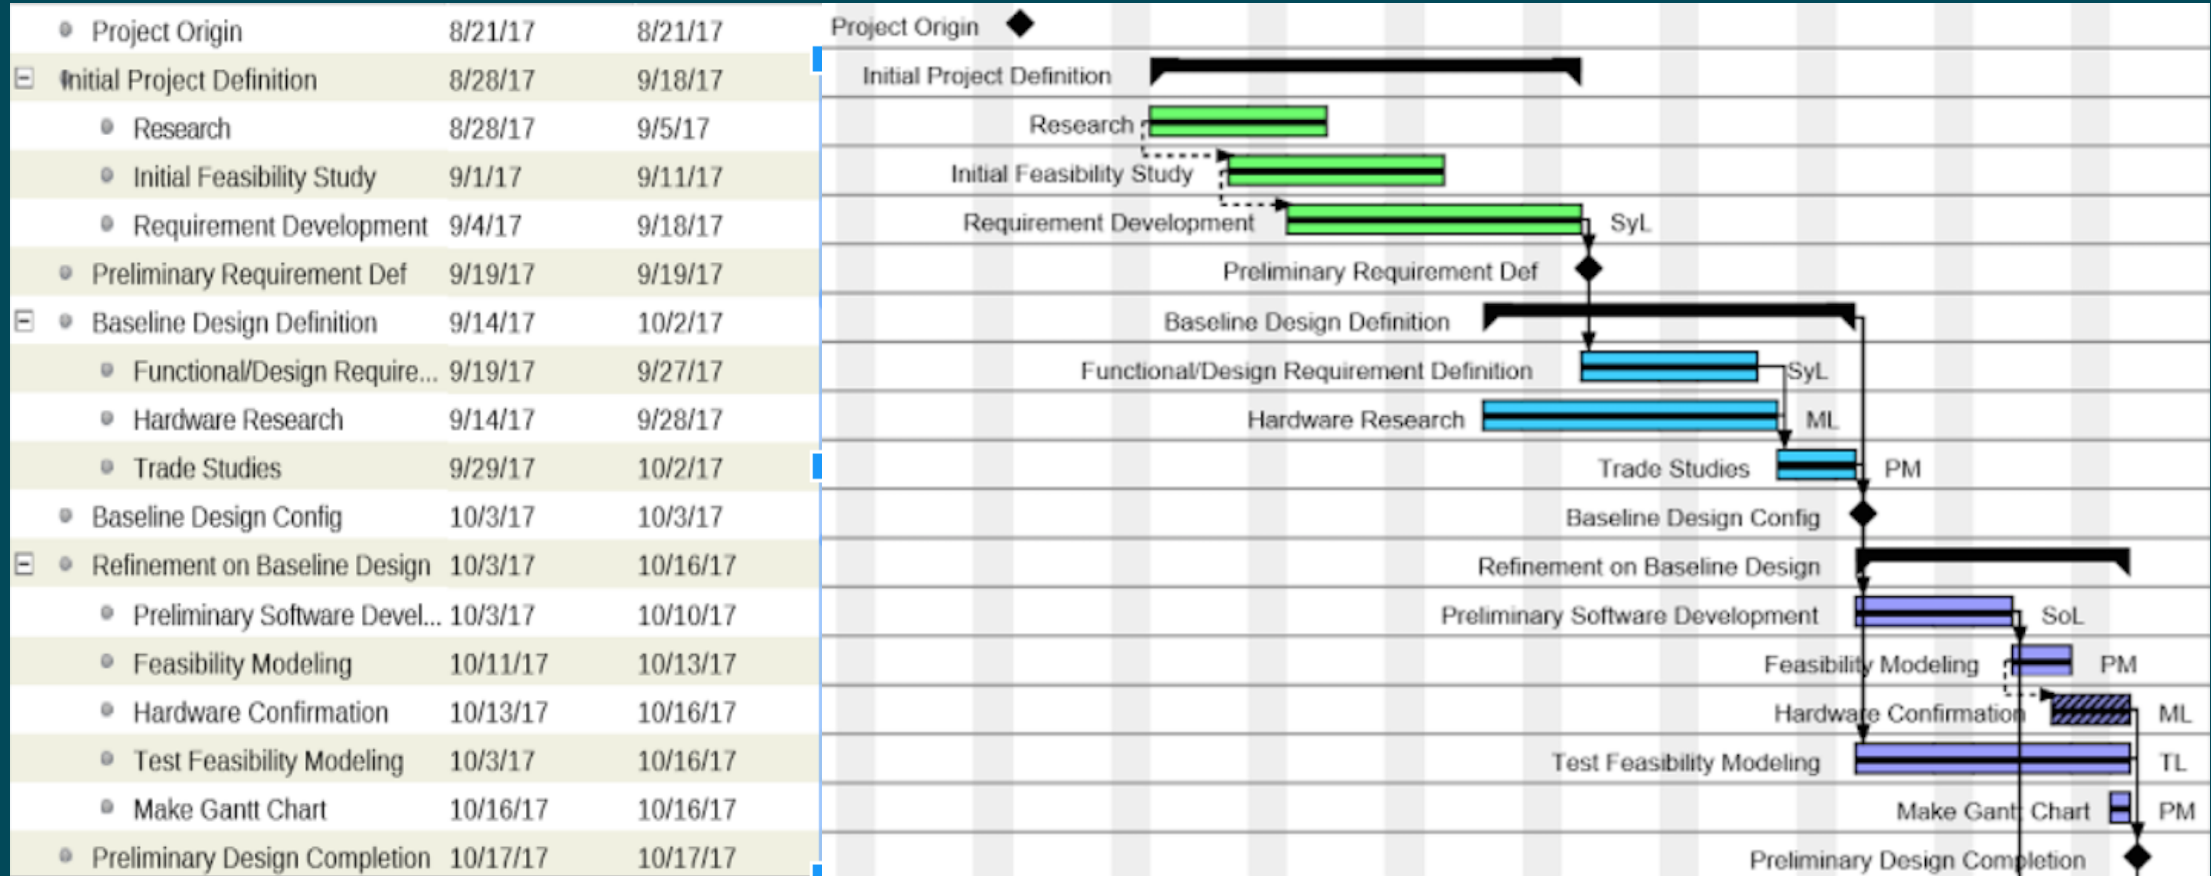 Project Origin 8/21/17 8/21/17 Project Origin
Initial Project Definition 8/28/17 9/18/17 Initial Project Definition
Research 8/28/17 9/5/17 Research
Initial Feasibility Study 9/1/17 9/11/17 Initial Feasibility Study
Requirement Development 9/4/17 9/18/17 Requirement Development SyL
Preliminary Requirement Def 9/19/17 9/19/17 Preliminary Requirement Def
Baseline Design Definition 9/14/17 10/2/17 Baseline Design Definition
Functional/Design Require... 9/19/17 9/27/17 Functional/Design Requirement Definition SyL
Hardware Research 9/14/17 9/28/17 Hardware Research ML
Trade Studies 9/29/17 10/2/17 Trade Studies PM
Baseline Design Config 10/3/17 10/3/17 Baseline Design Config
Refinement on Baseline Design 10/3/17 10/16/17 Refinement on Baseline Design
Preliminary Software Devel... 10/3/17 10/10/17 Preliminary Software Development SoL
Feasibility Modeling 10/11/17 10/13/17 Feasibility Modeling PM
Hardware Confirmation 10/13/17 10/16/17 Hardware Confirmation ML
Test Feasibility Modeling 10/3/17 10/16/17 Test Feasibility Modeling TL
Make Gantt Chart 10/16/17 10/16/17 Make Gantt Chart PM
Preliminary Design Completion 10/17/17 10/17/17 Preliminary Design Completion